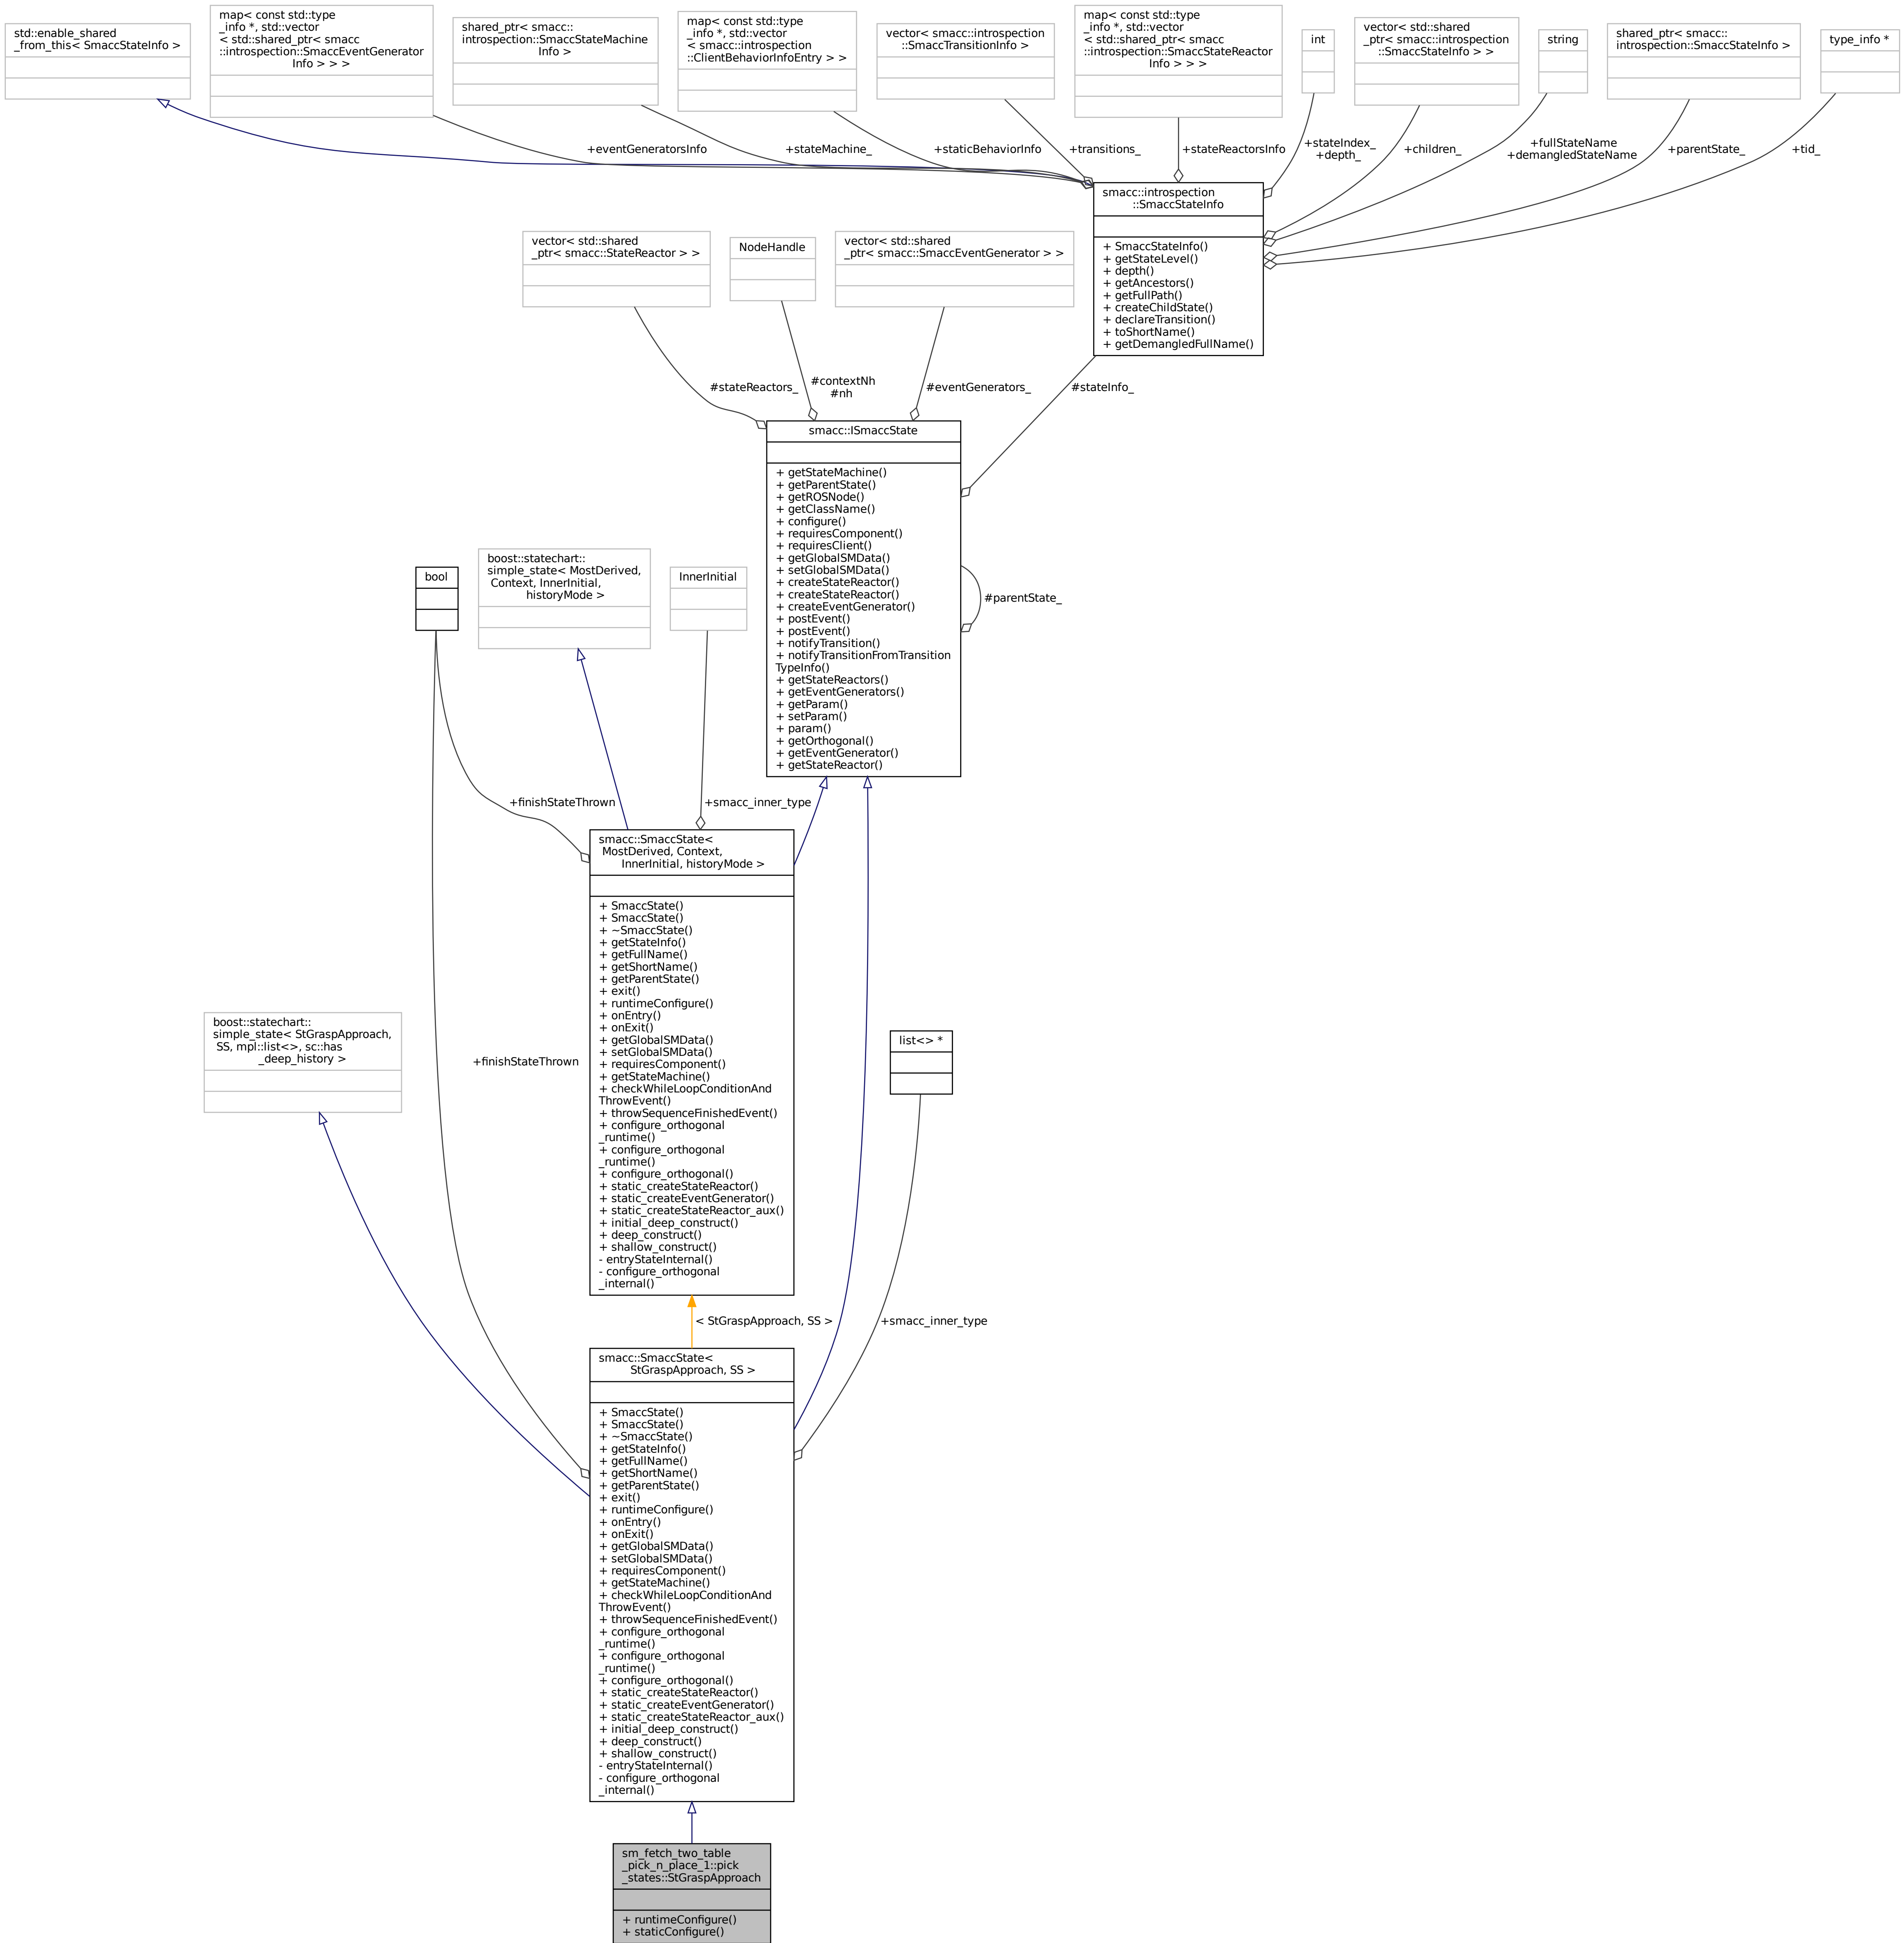 std::enable_shared
_from_this< SmaccStateInfo >
map< const std::type
_info *, std::vector
< std::shared_ptr< smacc
::introspection::SmaccEventGenerator
Info > > >
shared_ptr< smacc::
introspection::SmaccStateMachine
Info >
map< const std::type
_info *, std::vector
< smacc::introspection
::ClientBehaviorInfoEntry > >
vector< smacc::introspection
::SmaccTransitionInfo >
map< const std::type
_info *, std::vector
< std::shared_ptr< smacc
::introspection::SmaccStateReactor
Info > > >
int
vector< std::shared
_ptr< smacc::introspection
::SmaccStateInfo > >
string
shared_ptr< smacc::
introspection::SmaccStateInfo >
type_info *
+eventGeneratorsInfo
+stateMachine_
+staticBehaviorInfo
+transitions_
+stateReactorsInfo
+stateIndex_
+depth_
+children_
+fullStateName
+demangledStateName
+parentState_
+tid_
smacc::introspection
::SmaccStateInfo
+ SmaccStateInfo()
+ getStateLevel()
+ depth()
+ getAncestors()
+ getFullPath()
+ createChildState()
+ declareTransition()
+ toShortName()
+ getDemangledFullName()
vector< std::shared
_ptr< smacc::StateReactor > >
NodeHandle
vector< std::shared
_ptr< smacc::SmaccEventGenerator > >
#stateReactors_
#contextNh
#nh
#eventGenerators_
#stateInfo_
smacc::ISmaccState
+ getStateMachine()
+ getParentState()
+ getROSNode()
+ getClassName()
+ configure()
+ requiresComponent()
+ requiresClient()
+ getGlobalSMData()
+ setGlobalSMData()
+ createStateReactor()
+ createStateReactor()
+ createEventGenerator()
+ postEvent()
+ postEvent()
+ notifyTransition()
+ notifyTransitionFromTransition
TypeInfo()
+ getStateReactors()
+ getEventGenerators()
+ getParam()
+ setParam()
+ param()
+ getOrthogonal()
+ getEventGenerator()
+ getStateReactor()
#parentState_
bool
boost::statechart::
simple_state< MostDerived,
Context, InnerInitial,
historyMode >
InnerInitial
+finishStateThrown
+smacc_inner_type
smacc::SmaccState<
MostDerived, Context,
InnerInitial, historyMode >
+ SmaccState()
+ SmaccState()
+ ~SmaccState()
+ getStateInfo()
+ getFullName()
+ getShortName()
+ getParentState()
+ exit()
+ runtimeConfigure()
+ onEntry()
+ onExit()
+ getGlobalSMData()
+ setGlobalSMData()
+ requiresComponent()
+ getStateMachine()
+ checkWhileLoopConditionAnd
ThrowEvent()
+ throwSequenceFinishedEvent()
+ configure_orthogonal
_runtime()
+ configure_orthogonal
_runtime()
+ configure_orthogonal()
+ static_createStateReactor()
+ static_createEventGenerator()
+ static_createStateReactor_aux()
+ initial_deep_construct()
+ deep_construct()
+ shallow_construct()
- entryStateInternal()
- configure_orthogonal
_internal()
boost::statechart::
simple_state< StGraspApproach,
SS, mpl::list<>, sc::has
_deep_history >
+finishStateThrown
list<> *
< StGraspApproach, SS >
+smacc_inner_type
smacc::SmaccState<
StGraspApproach, SS >
+ SmaccState()
+ SmaccState()
+ ~SmaccState()
+ getStateInfo()
+ getFullName()
+ getShortName()
+ getParentState()
+ exit()
+ runtimeConfigure()
+ onEntry()
+ onExit()
+ getGlobalSMData()
+ setGlobalSMData()
+ requiresComponent()
+ getStateMachine()
+ checkWhileLoopConditionAnd
ThrowEvent()
+ throwSequenceFinishedEvent()
+ configure_orthogonal
_runtime()
+ configure_orthogonal
_runtime()
+ configure_orthogonal()
+ static_createStateReactor()
+ static_createEventGenerator()
+ static_createStateReactor_aux()
+ initial_deep_construct()
+ deep_construct()
+ shallow_construct()
- entryStateInternal()
- configure_orthogonal
_internal()
sm_fetch_two_table
_pick_n_place_1::pick
_states::StGraspApproach
+ runtimeConfigure()
+ staticConfigure()